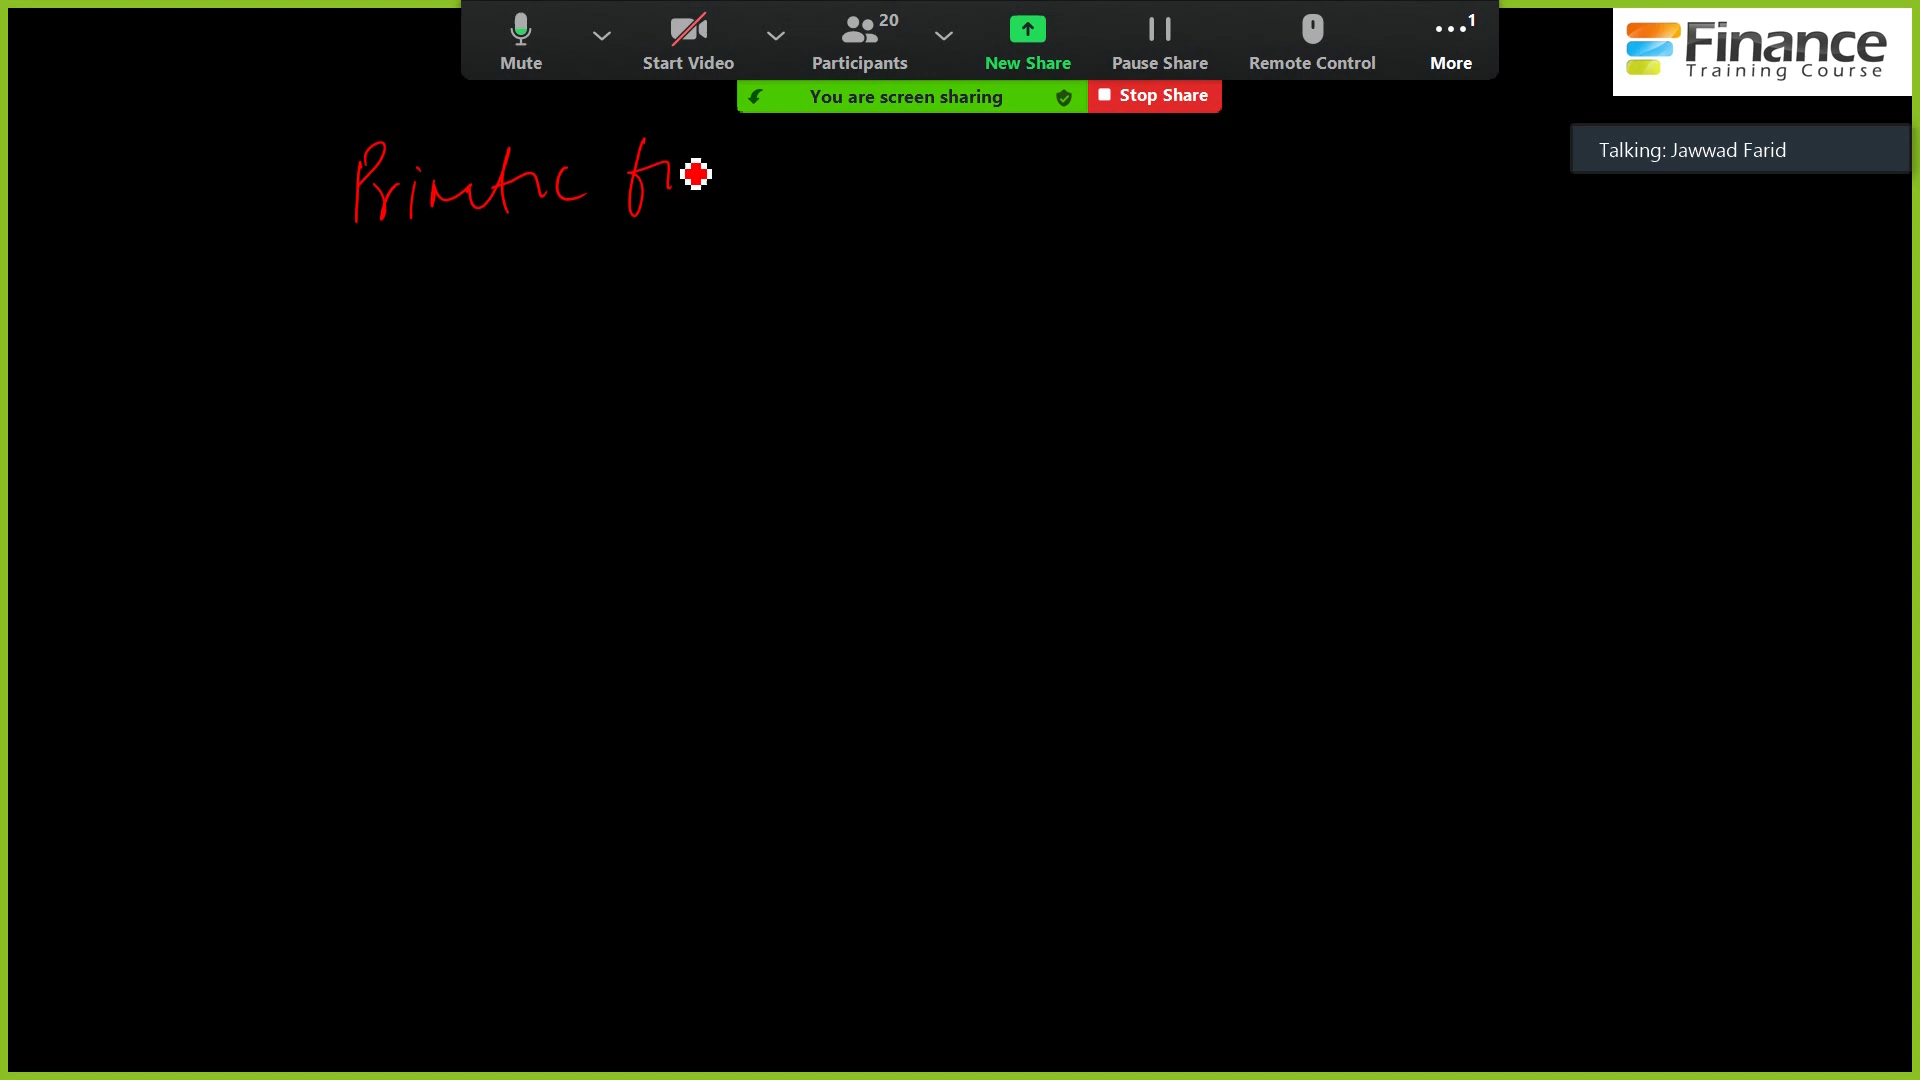 Mute
Start Video
20
Participants
New Share
Pause Share
Remote Control
1
More
You are screen sharing
Stop Share
Finance
Training Course
Talking: Jawwad Farid